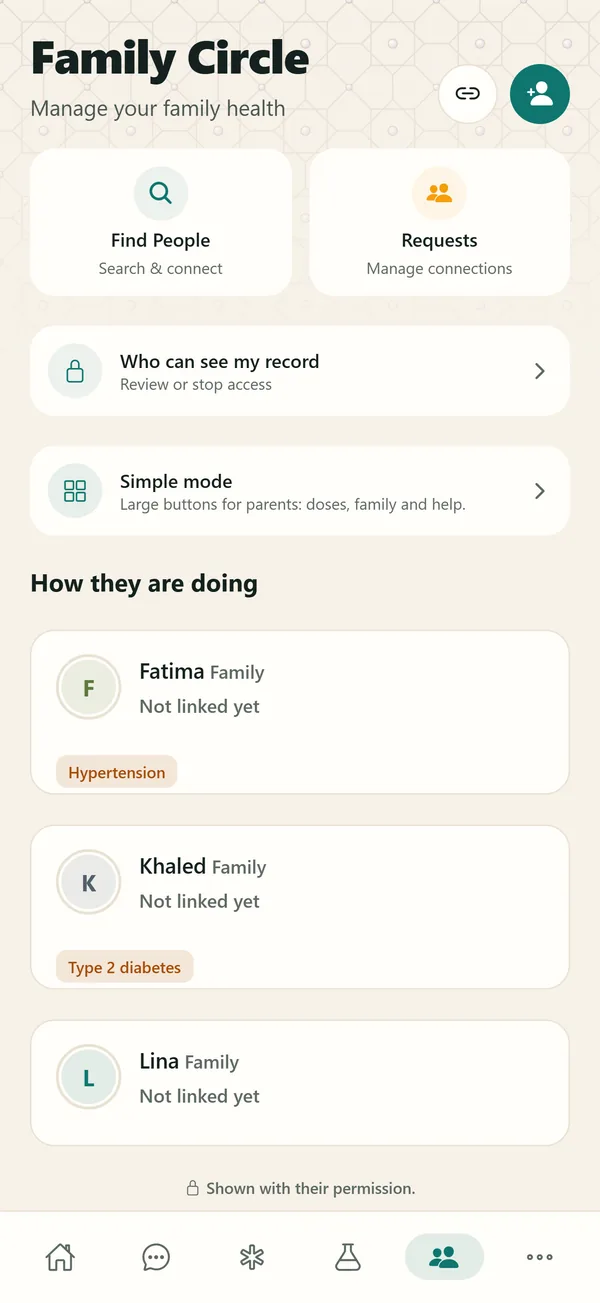 Family Circle
Manage your family health
Find People
Search & connect
Requests
Manage connections
Who can see my record
Review or stop access
Simple mode
Large buttons for parents: doses, family and help.
How they are doing
F
Fatima Family
Not linked yet
Hypertension
K
Khaled Family
Not linked yet
Type 2 diabetes
L
Lina Family
Not linked yet
Shown with their permission.